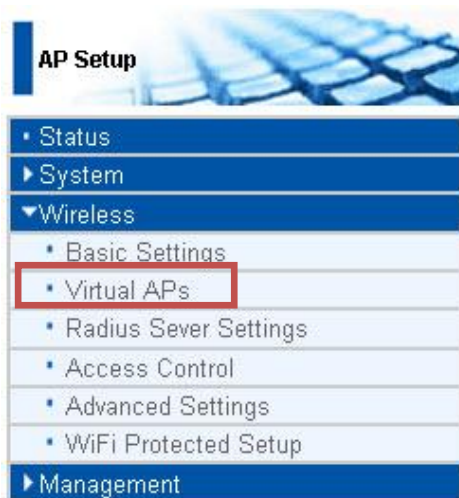 AP Setup
Status
System
Wireless
Basic Settings
Virtual APs
Radius Sever Settings
Access Control
Advanced Settings
WiFi Protected Setup
Management